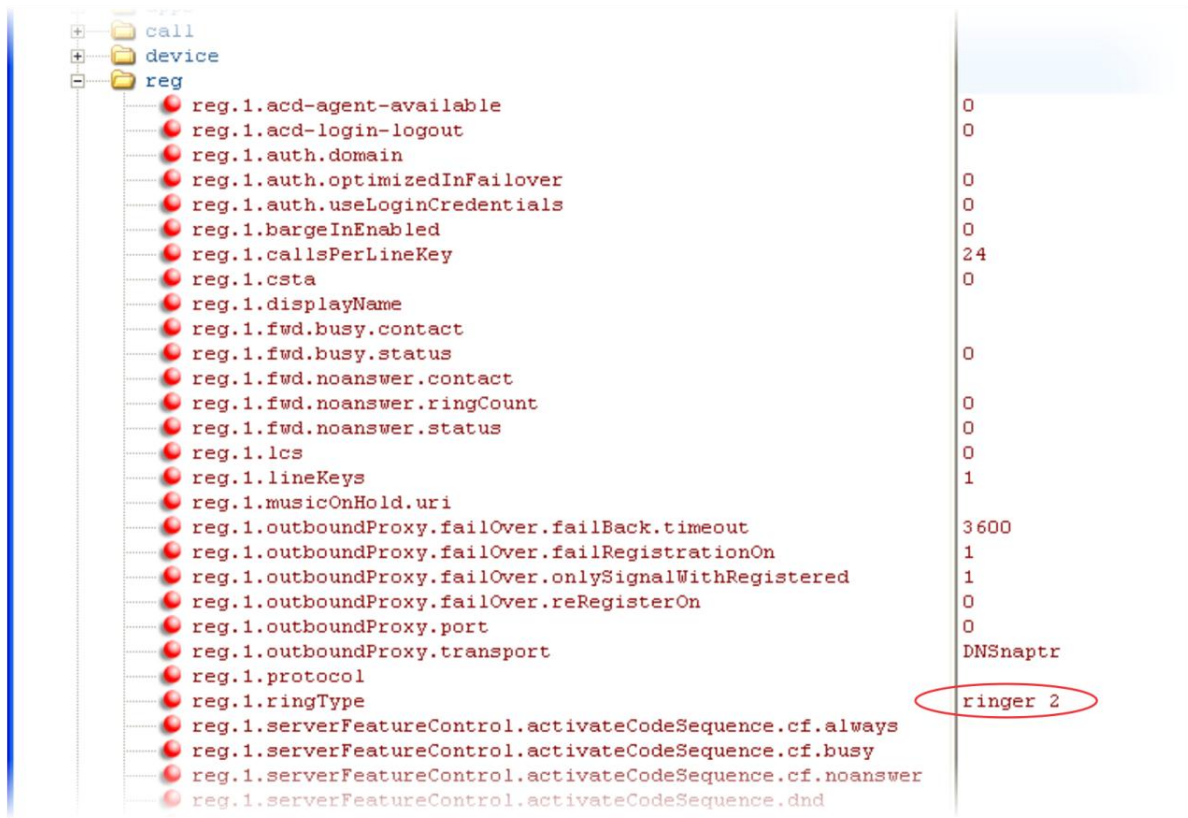 call
device
reg
reg.1.acd-agent-available 0
reg.1.acd-login-logout 0
reg.1.auth.domain
reg.1.auth.optimizedInFailover 0
reg.1.auth.useLoginCredentials 0
reg.1.bargeInEnabled 0
reg.1.callsPerLineKey 24
reg.1.csta 0
reg.1.displayName
reg.1.fwd.busy.contact
reg.1.fwd.busy.status 0
reg.1.fwd.noanswer.contact
reg.1.fwd.noanswer.ringCount 0
reg.1.fwd.noanswer.status 0
reg.1.lcs 0
reg.1.lineKeys 1
reg.1.musicOnHold.uri
reg.1.outboundProxy.failOver.failBack.timeout 3600
reg.1.outboundProxy.failOver.failRegistrationOn 1
reg.1.outboundProxy.failOver.onlySignalWithRegistered 1
reg.1.outboundProxy.failOver.reRegisterOn 0
reg.1.outboundProxy.port 0
reg.1.outboundProxy.transport DNSnaptr
reg.1.protocol
reg.1.ringType ringer 2
reg.1.serverFeatureControl.activateCodeSequence.cf.always
reg.1.serverFeatureControl.activateCodeSequence.cf.busy
reg.1.serverFeatureControl.activateCodeSequence.cf.noanswer
reg.1.serverFeatureControl.activateCodeSequence.dnd